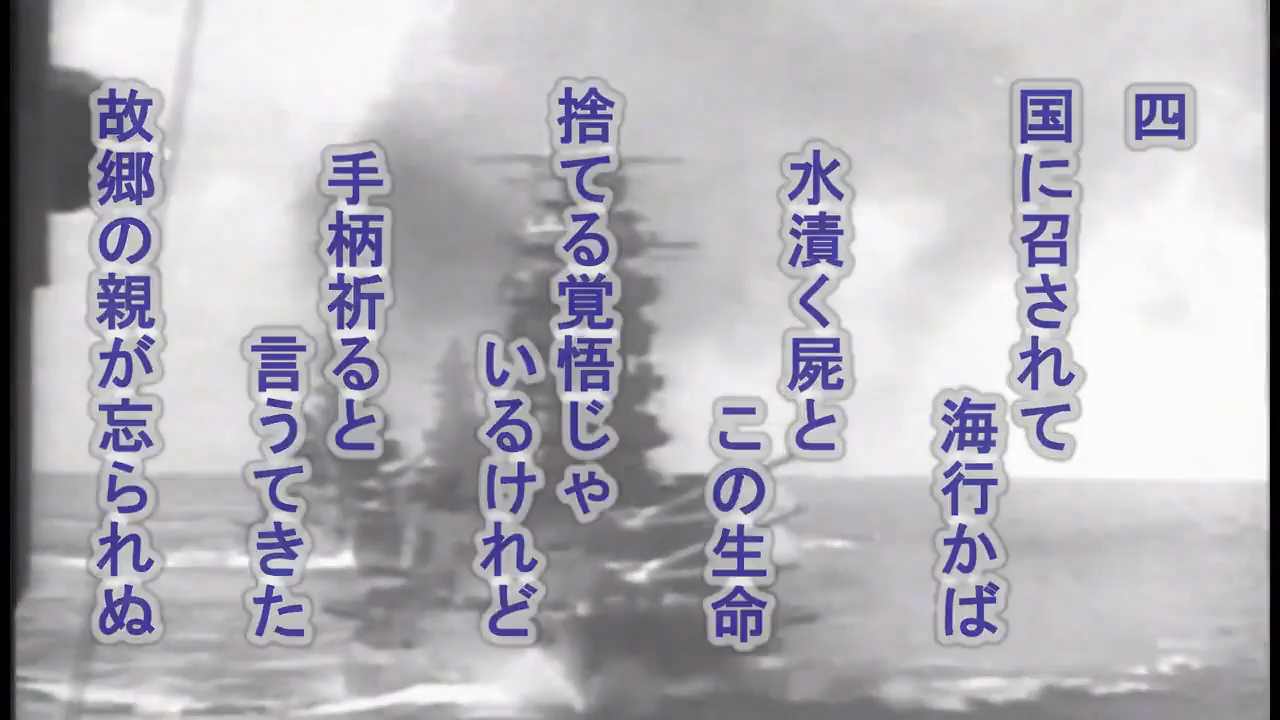 四
国に召されて
海行かば
水漬く屍と
この生命
捨てる覚悟じゃ
いるけれど
手柄祈ると
言うてきた
故郷の親が忘られぬ